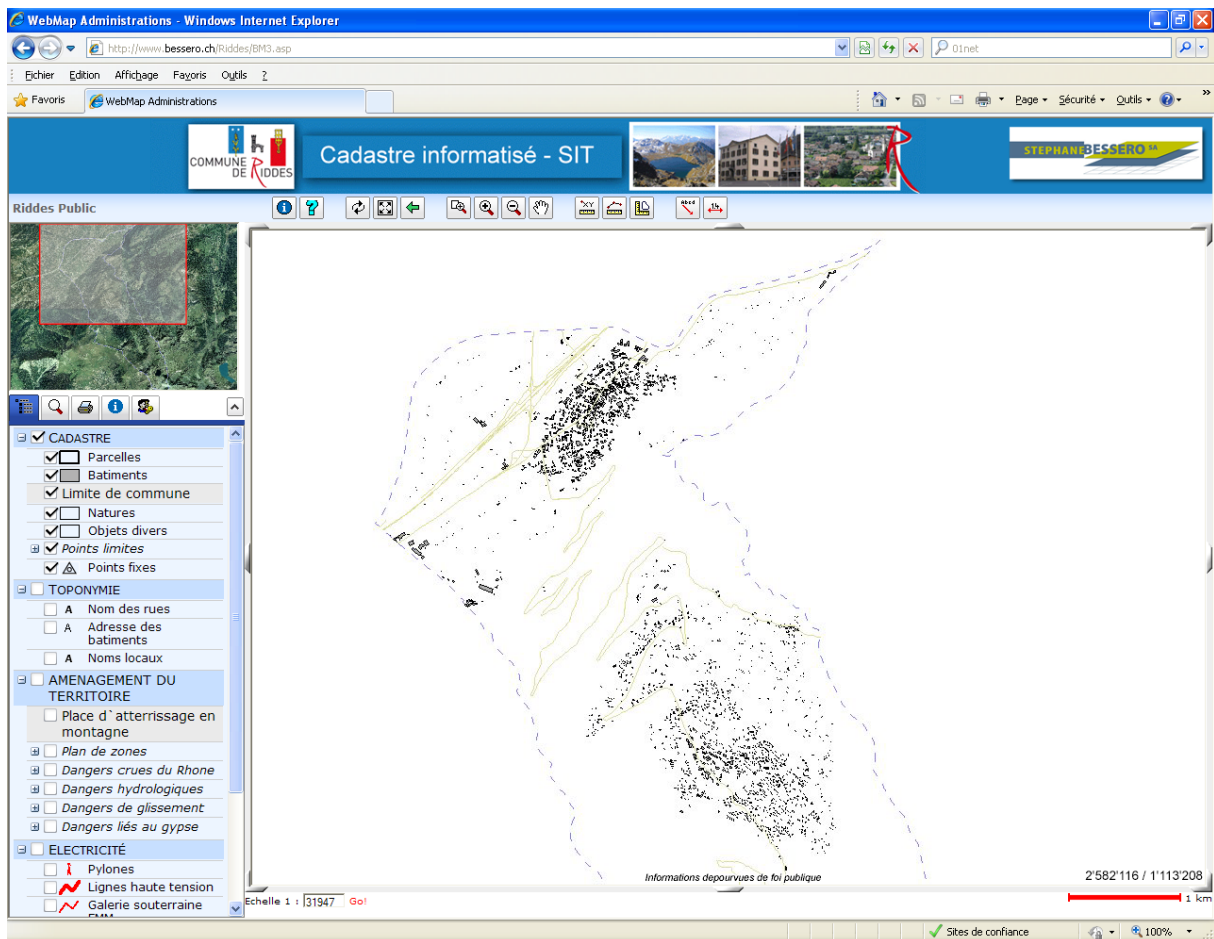 WebMap Administrations - Windows Internet Explorer
http://www.bessero.ch/Riddes/BM3.asp
01net
Eichier Edition Affichage Favoris Outils ?
Favoris
WebMap Administrations
Page
Sécurité
Outils
COMMUNE DE RIDDES
Cadastre informatisé - SIT
R
STEPHANE BESSERO SA
Riddes Public
XY
Abcd
14
CADASTRE
Parcelles
Batiments
Limite de commune
Natures
Objets divers
Points limites
Points fixes
TOPONYMIE
A Nom des rues
A Adresse des
batiments
A Noms locaux
AMENAGEMENT DU
TERRITOIRE
Place d`atterrissage en
montagne
Plan de zones
Dangers crues du Rhone
Dangers hydrologiques
Dangers de glissement
Dangers liés au gypse
ELECTRICITÉ
Pylones
Lignes haute tension
Galerie souterraine
FMM
Informations depourvues de foi publique
2'582'116 / 1'113'208
Echelle 1 : 31947 Go!
1 km
Sites de confiance
100%